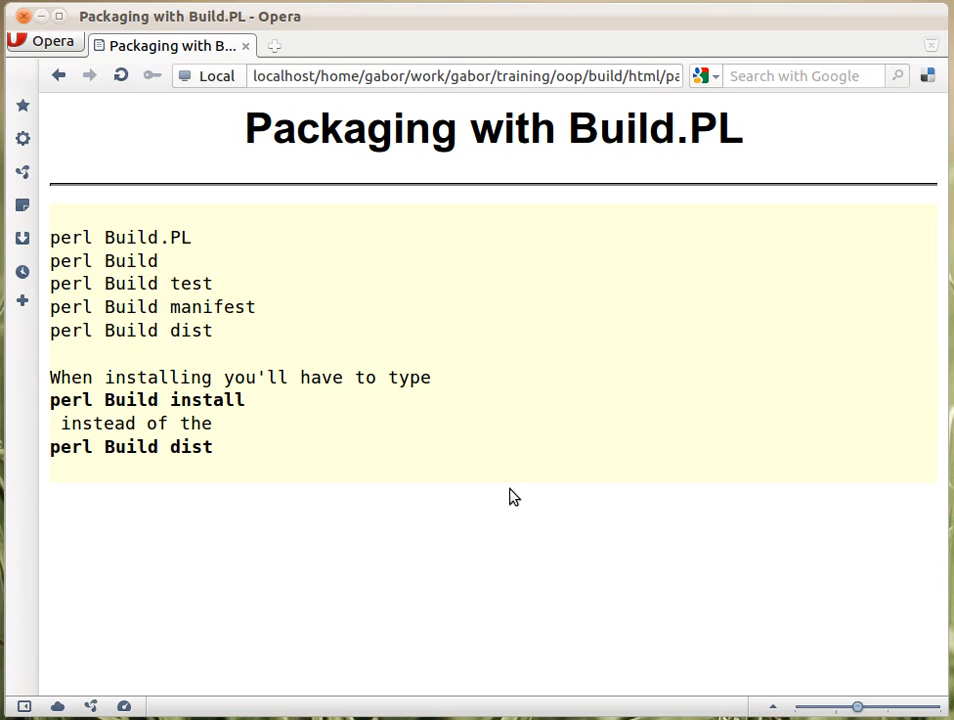 Packaging with Build.PL - Opera
Opera
Packaging with B...
Local
localhost/home/gabor/work/gabor/training/oop/build/html/pa
Search with Google
Packaging with Build.PL
perl Build.PL
perl Build
perl Build test
perl Build manifest
perl Build dist
When installing you'll have to type
perl Build install
instead of the
perl Build dist